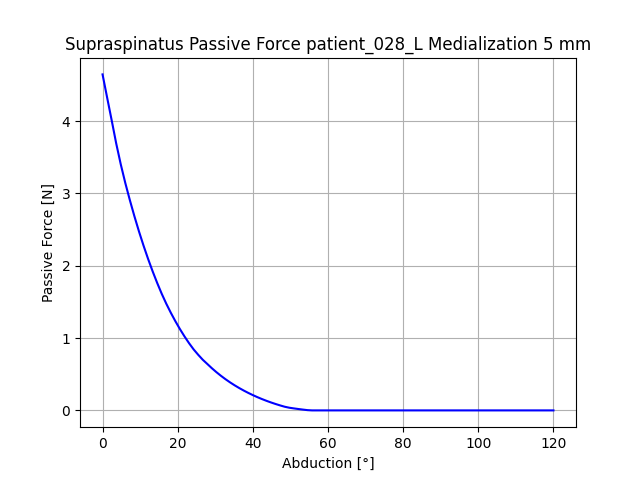 Supraspinatus Passive Force patient_028_L Medialization 5 mm
Passive Force [N]
4
3
2
1
0
0 20 40 60 80 100 120
Abduction [°]